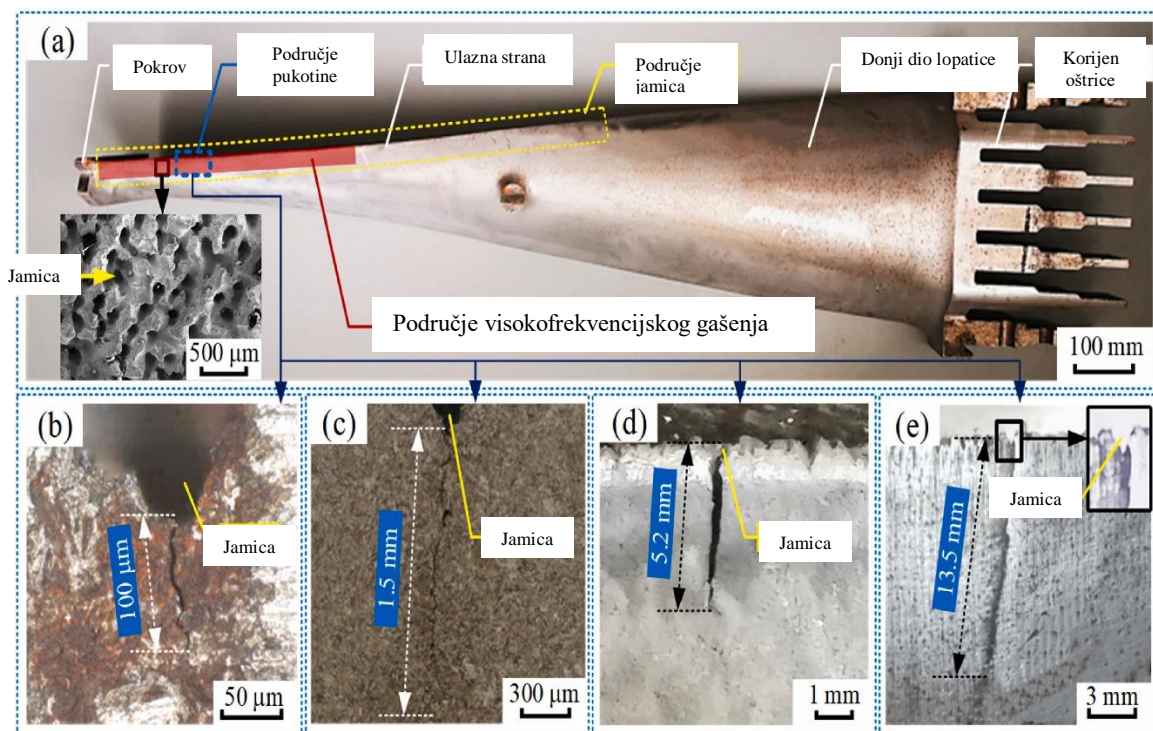 (a)
Pokrov
Područje
pukotine
Ulazna strana
Područje
jamica
Donji dio lopatice
Korijen
oštrice
Jamica
500 µm
Područje visokofrekvencijskog gašenja
100 mm
(b)
100 µm
Jamica
50 µm
(c)
1.5 mm
Jamica
300 µm
(d)
5.2 mm
Jamica
1 mm
(e)
13.5 mm
Jamica
3 mm